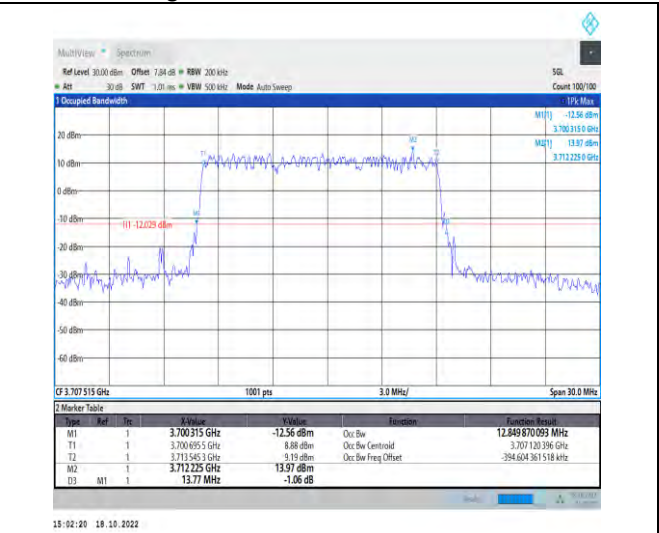 MultiView Spectrum
Ref Level 30.00 dBm Offset 7.84 dB RBW 200 kHz SGL
Att 30 dB SWT 1.01 ms VBW 500 kHz Mode Auto Sweep Count 100/100
1 Occupied Bandwidth 1Pk Max
M1[1] -12.56 dBm
3.700 315 0 GHz
M2[1] 13.97 dBm
3.712 225 0 GHz
20 dBm
M2
T1 T2
10 dBm
0 dBm
M1
-10 dBm
H1 -12.029 dBm
D3
-20 dBm
-30 dBm
-40 dBm
-50 dBm
-60 dBm
CF 3.707 515 GHz 1001 pts 3.0 MHz/ Span 30.0 MHz
2 Marker Table
Type Ref Trc X-Value Y-Value Function Function Result
M1 1 3.700 315 GHz -12.56 dBm Occ Bw 12.849 870 093 MHz
T1 1 3.700 695 5 GHz 8.88 dBm Occ Bw Centroid 3.707 120 396 GHz
T2 1 3.713 545 3 GHz 9.19 dBm Occ Bw Freq Offset -394.604 361 518 kHz
M2 1 3.712 225 GHz 13.97 dBm
D3 M1 1 13.77 MHz -1.06 dB
15:02:20 18.10.2022